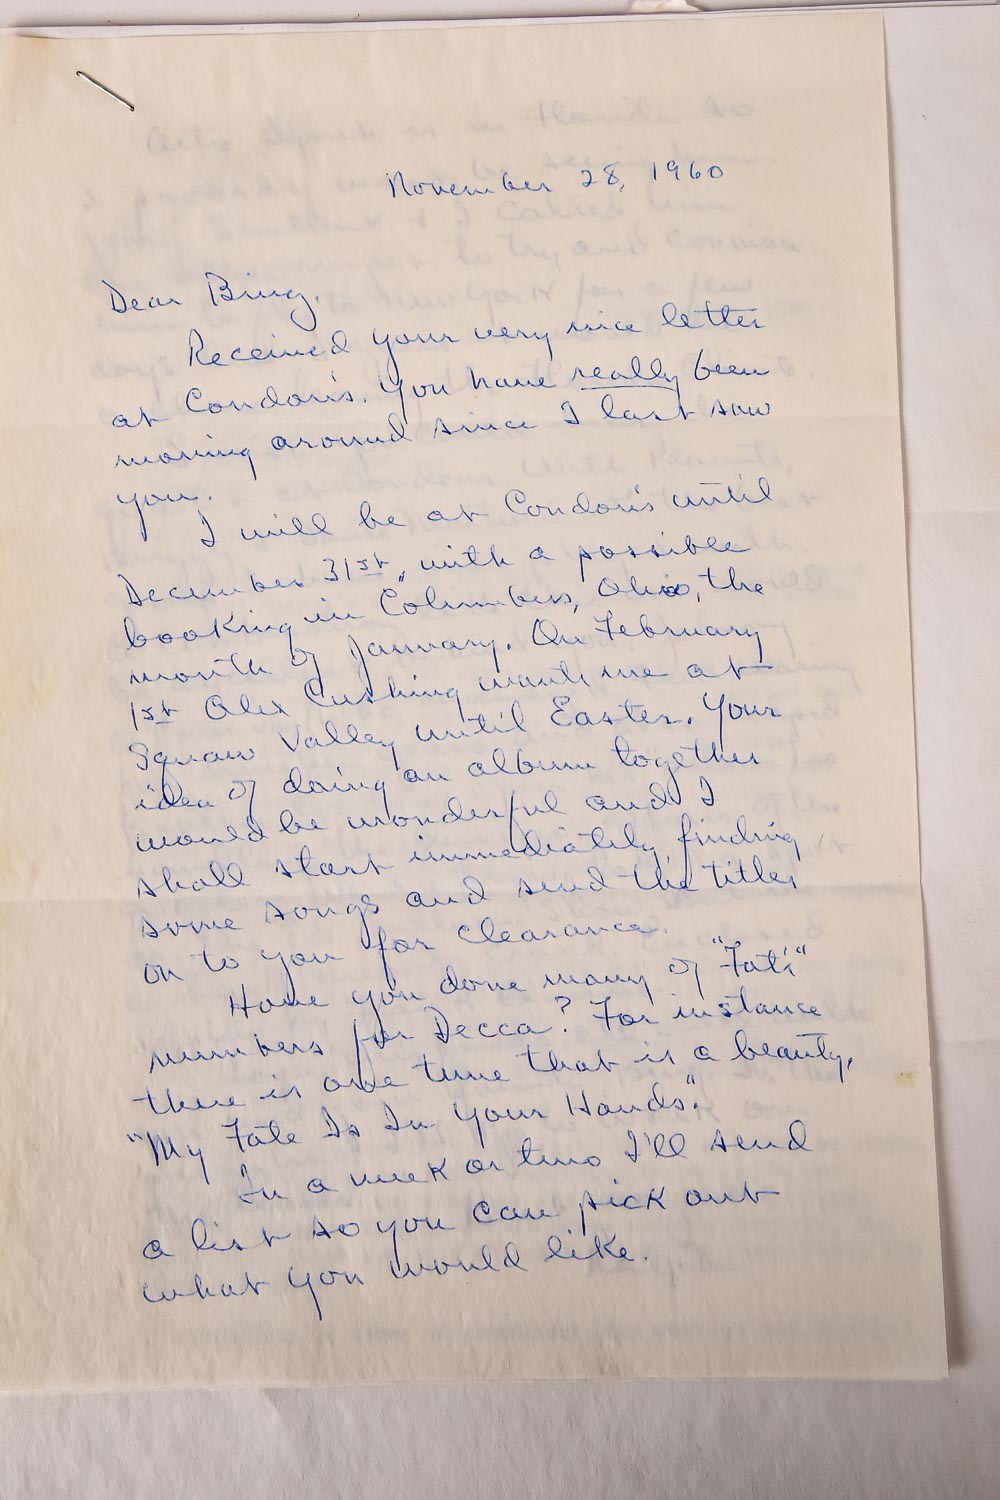 November 28, 1960
Dear Bing,
Received your very nice letter
at Condon's. You have really been
moving around since I last saw
you.
I will be at Condon's until
December 31st, with a possible
booking in Columbus, Ohio, the
month of January. On February
1st Alex Cushing wants me at
Squaw Valley until Easter. Your
idea of doing an album together
would be wonderful and I
shall start immediately finding
some songs and send the titles
on to you for clearance.
Have you done many of "Fat's"
numbers for Decca? For instance
there is one tune that is a beauty,
"My Fate Is In Your Hands."
In a week or two I'll send
a list so you can pick out
what you would like.